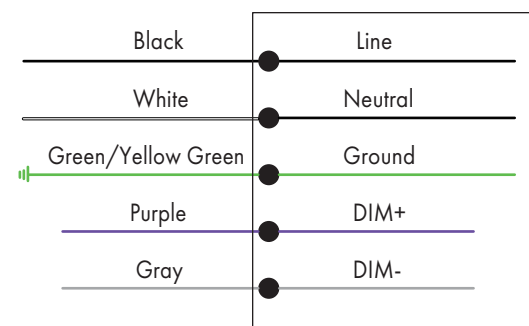 Black Line
White Neutral
Green/Yellow Green Ground
Purple DIM+
Gray DIM-